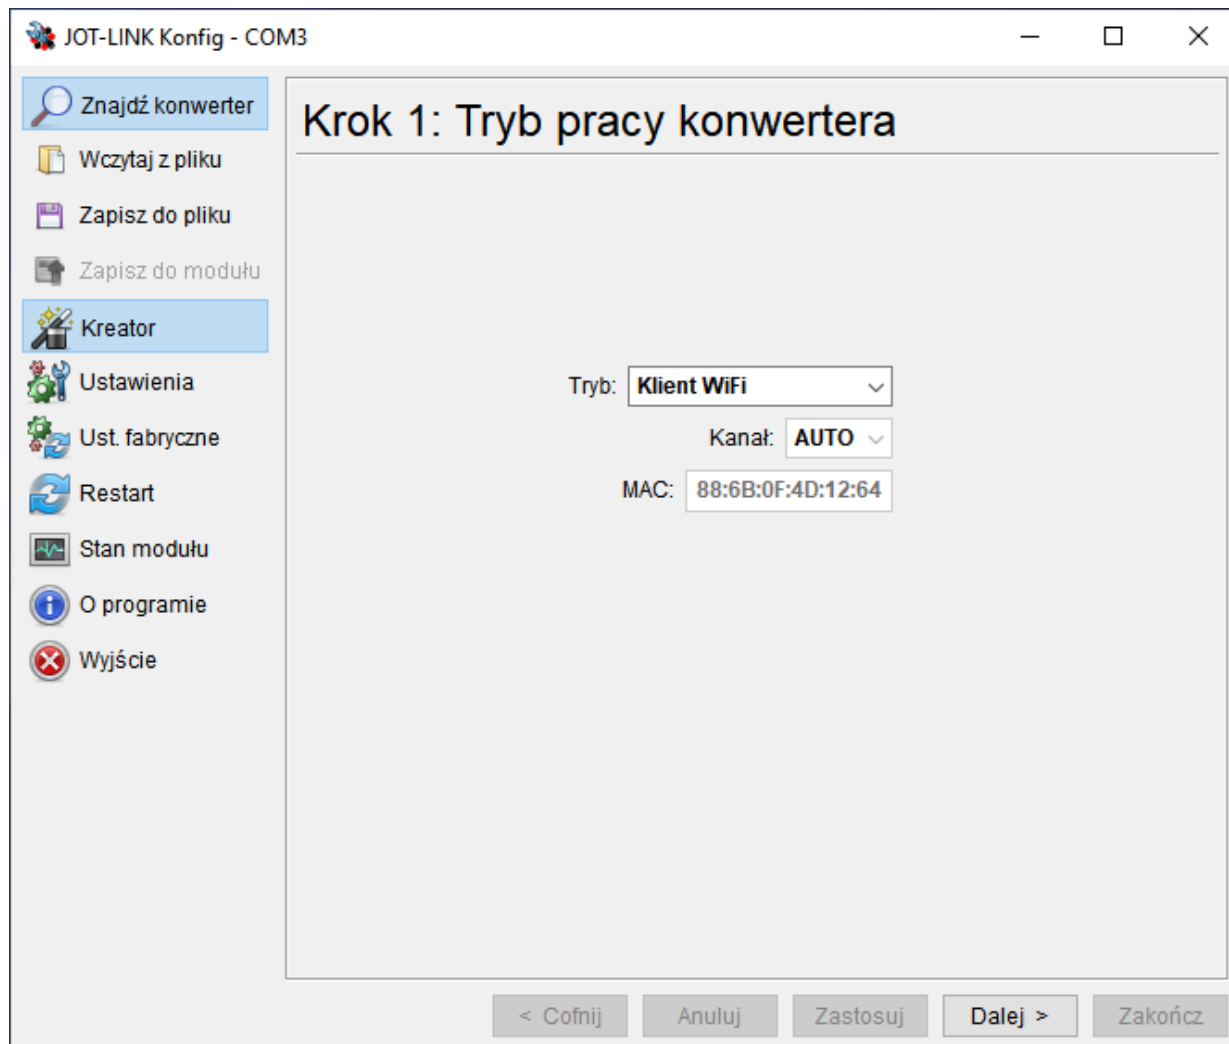 JOT-LINK Konfig - COM3
Znajdź konwerter
Wczytaj z pliku
Zapisz do pliku
Zapisz do modułu
Kreator
Ustawienia
Ust. fabryczne
Restart
Stan modułu
O programie
Wyjście
Krok 1: Tryb pracy konwertera
Tryb: Klient WiFi
Kanał: AUTO
MAC: 88:6B:0F:4D:12:64
< Cofnij Anuluj Zastosuj Dalej > Zakończ